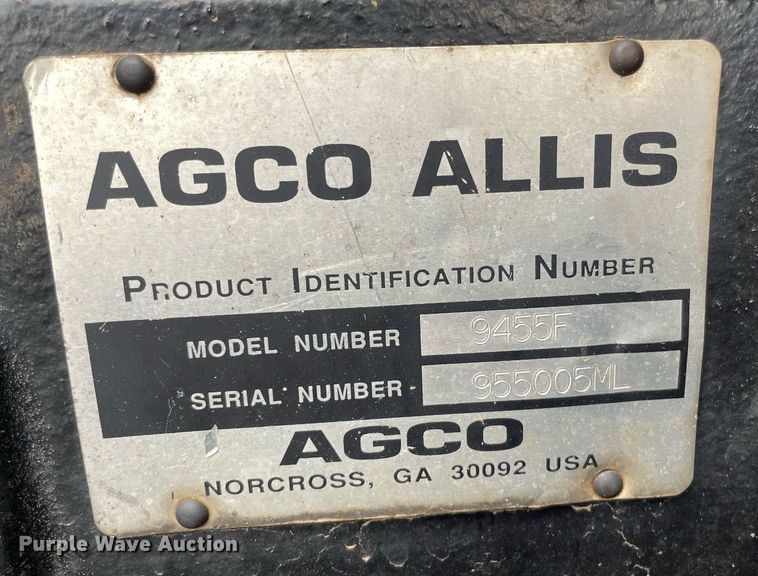 AGCO ALLIS
PRODUCT IDENTIFICATION NUMBER
MODEL NUMBER 9455F
SERIAL NUMBER 955005ML
AGCO
NORCROSS, GA 30092 USA
Purple Wave Auction